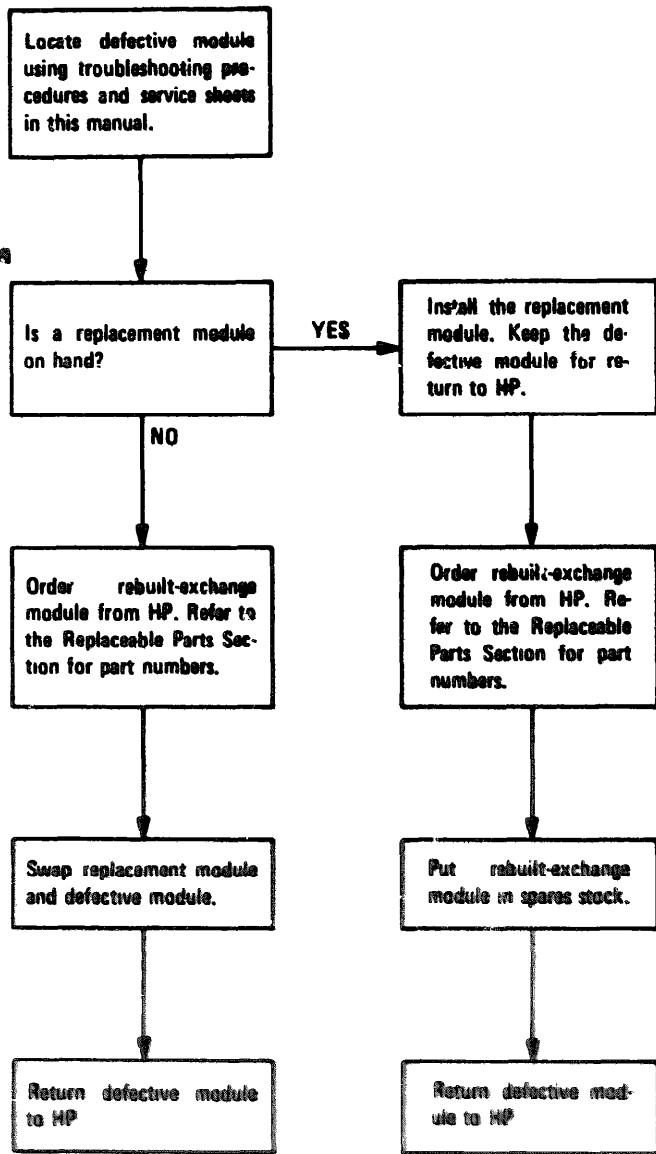 Locate defective module
using troubleshooting pro-
cedures and service sheets
in this manual.
Is a replacement module
on hand?
YES
Install the replacement
module. Keep the de-
fective module for re-
turn to HP.
NO
Order rebuilt-exchange
module from HP. Refer to
the Replaceable Parts Sec-
tion for part numbers.
Order rebuilt-exchange
module from HP. Re-
fer to the Replaceable
Parts Section for part
numbers.
Swap replacement module
and defective module.
Put rebuilt-exchange
module in spares stock.
Return defective module
to HP
Return defective mod-
ule to HP